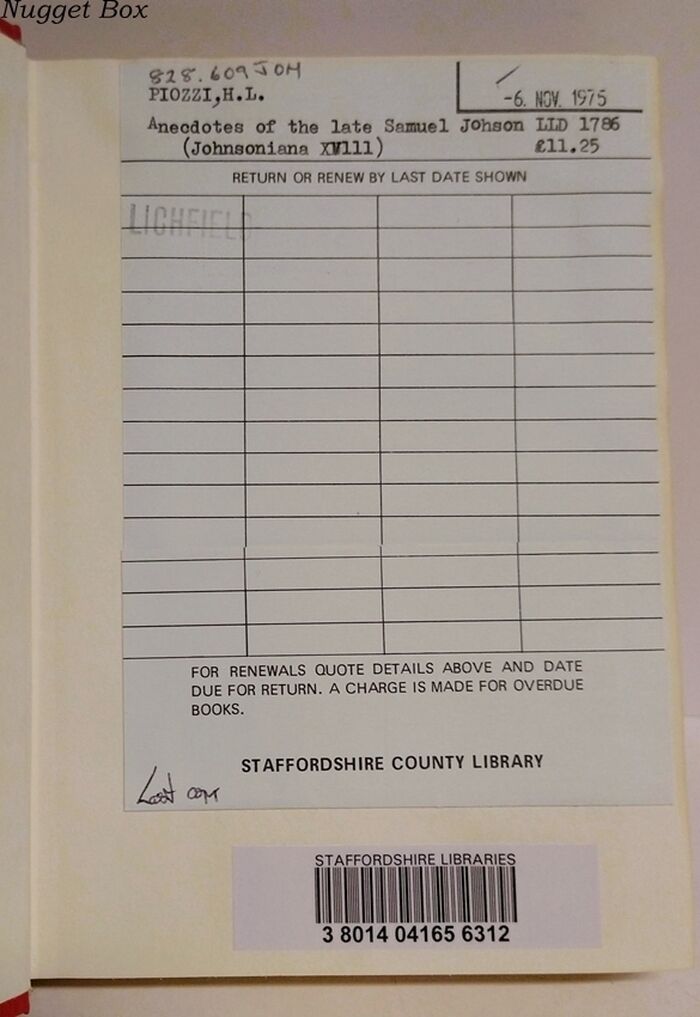 Nugget Box
828.609 JOH
PIOZZI,H.L.
-6. NOV. 1975
Anecdotes of the late Samuel Johson LLD 1786
(Johnsoniana XVlll) £11.25
RETURN OR RENEW BY LAST DATE SHOWN
LICHFIELD
FOR RENEWALS QUOTE DETAILS ABOVE AND DATE
DUE FOR RETURN. A CHARGE IS MADE FOR OVERDUE
BOOKS.
STAFFORDSHIRE COUNTY LIBRARY
Last copy
STAFFORDSHIRE LIBRARIES
3 8014 04165 6312